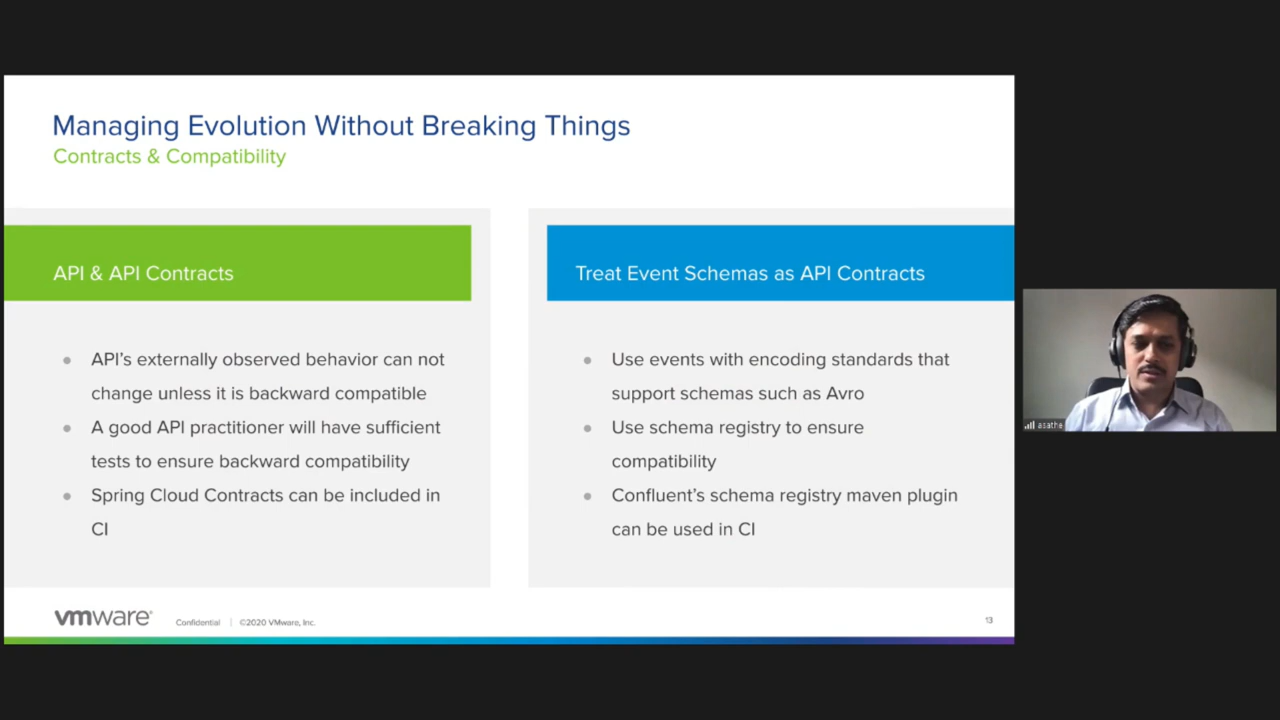 Managing Evolution Without Breaking Things
Contracts & Compatibility
API & API Contracts
API's externally observed behavior can not
change unless it is backward compatible
A good API practitioner will have sufficient
tests to ensure backward compatibility
Spring Cloud Contracts can be included in
CI
Treat Event Schemas as API Contracts
Use events with encoding standards that
support schemas such as Avro
Use schema registry to ensure
compatibility
Confluent's schema registry maven plugin
can be used in CI
asathe
vmware®
Confidential | ©2020 VMware, Inc.
13